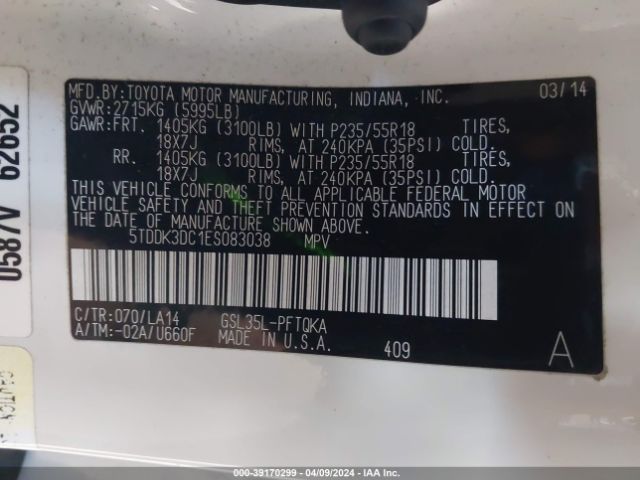 MFD.BY:TOYOTA MOTOR MANUFACTURING, INDIANA, INC. 03/14
GVWR:2715KG (5995LB)
GAWR:FRT. 1405KG (3100LB) WITH P235/55R18 TIRES,
18X7J RIMS, AT 240KPA (35PSI) COLD.
RR. 1405KG (3100LB) WITH P235/55R18 TIRES,
18X7J RIMS, AT 240KPA (35PSI) COLD.
THIS VEHICLE CONFORMS TO ALL APPLICABLE FEDERAL MOTOR
VEHICLE SAFETY AND THEFT PREVENTION STANDARDS IN EFFECT ON
THE DATE OF MANUFACTURE SHOWN ABOVE.
5TDDK3DC1ES083038 MPV
C/TR:070/LA14 GSL35L-PFTQKA
A/TM:-02A/U660F MADE IN U.S.A.
409 A
0587V 62652
CAUTION
000-39170299 - 04/09/2024 - IAA Inc.